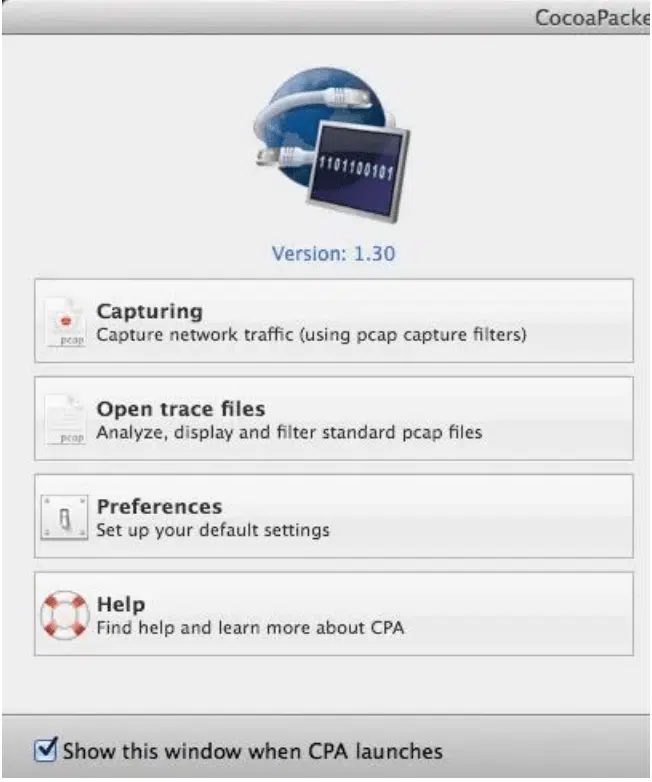 CocoaPacke
1101100101
Version: 1.30
Capturing
Capture network traffic (using pcap capture filters)
pcap
Open trace files
Analyze, display and filter standard pcap files
pcap
Preferences
Set up your default settings
Help
Find help and learn more about CPA
Show this window when CPA launches